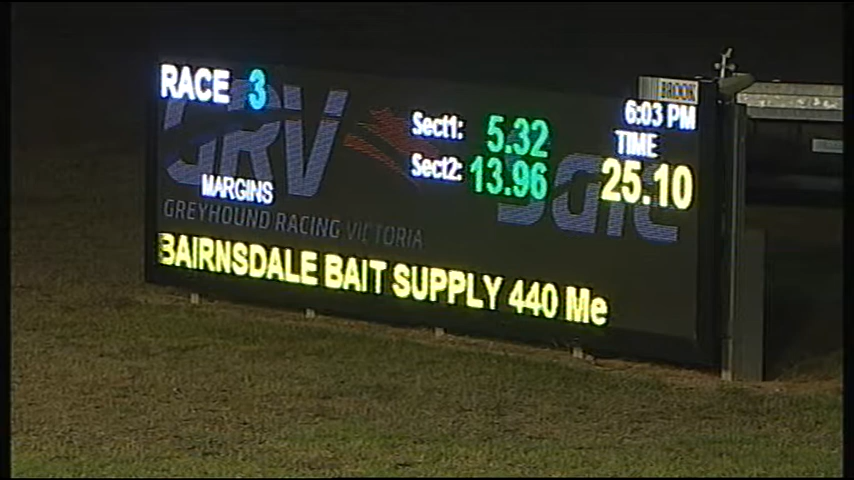 BROOK
RACE 3
6:03 PM
Sect1: 5.32
TIME
GRV
Sect2: 13.96
25.10
MARGINS
GREYHOUND RACING VICTORIA
BAIRNSDALE BAIT SUPPLY 440 Me